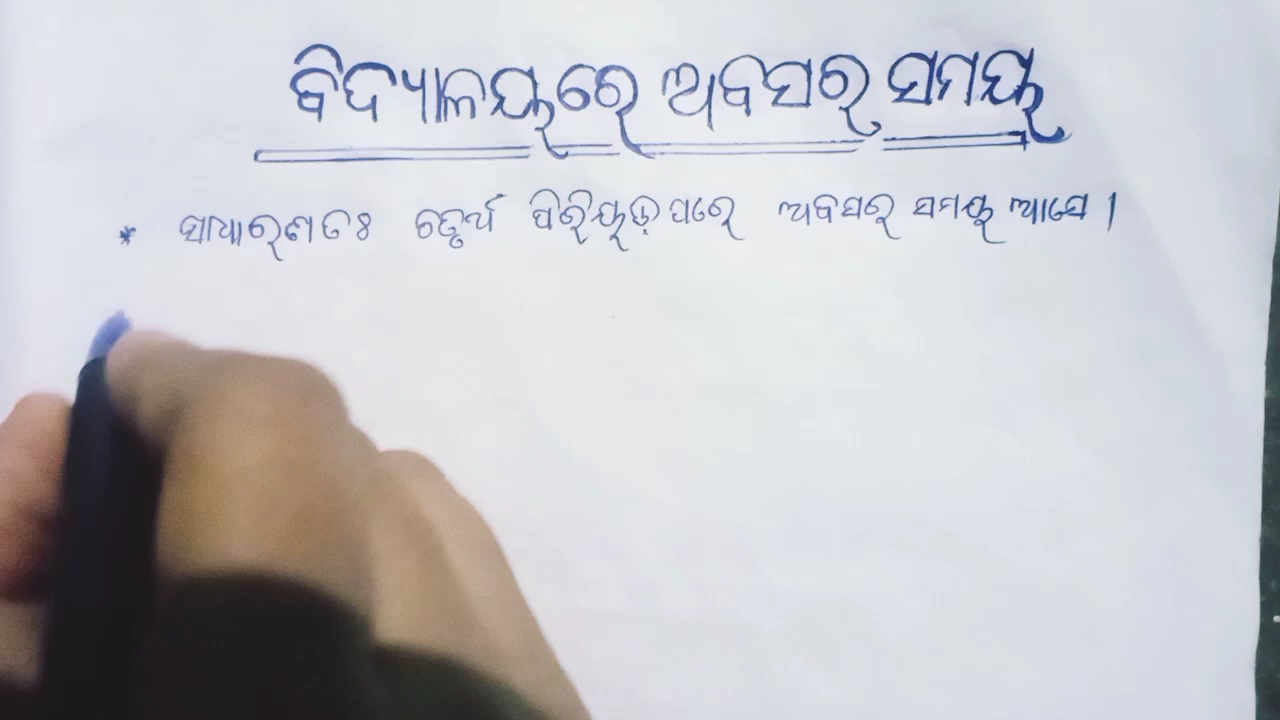 ବିଦ୍ୟାଳୟରେ ଅବସର ସମୟ
* ସାଧାରଣତଃ ଚତୁର୍ଥ ପିରିୟଡ଼ ପରେ ଅବସର ସମୟ ଆସେ ।